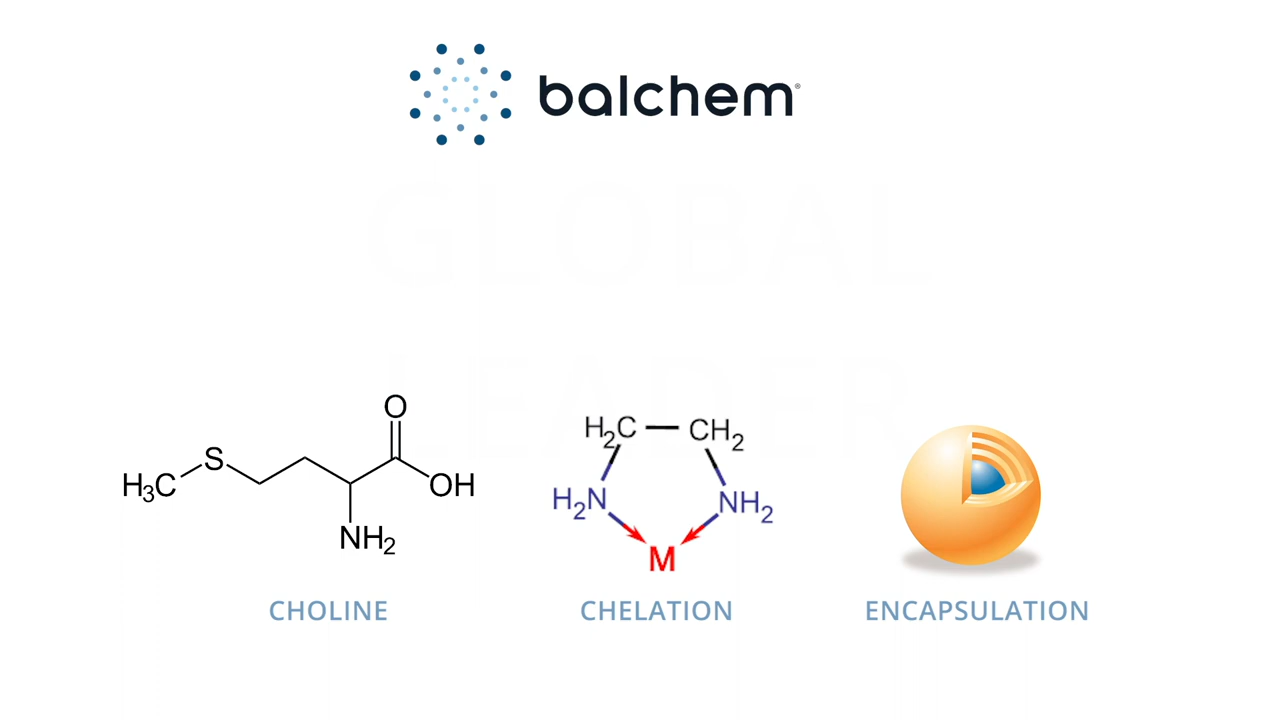 balchem®
GLOBAL
LEADER
O
H₃C S OH
NH₂
H₂C CH₂
H₂N NH₂
M
CHOLINE CHELATION ENCAPSULATION